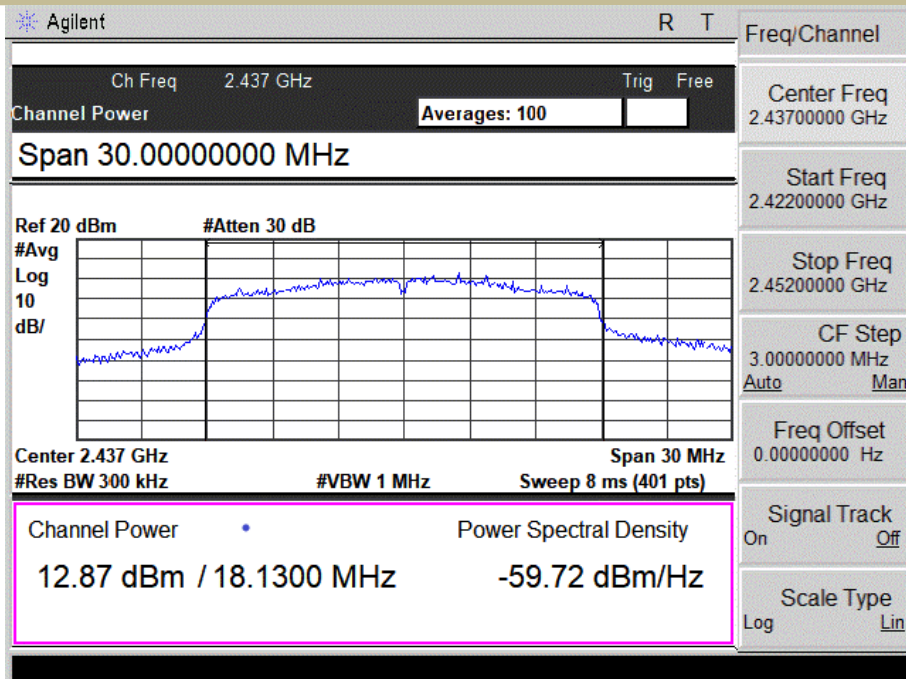 Agilent R T
Ch Freq 2.437 GHz Trig Free
Channel Power Averages: 100
Span 30.00000000 MHz
Ref 20 dBm #Atten 30 dB
#Avg
Log
10
dB/
Center 2.437 GHz Span 30 MHz
#Res BW 300 kHz #VBW 1 MHz Sweep 8 ms (401 pts)
Channel Power Power Spectral Density
12.87 dBm / 18.1300 MHz -59.72 dBm/Hz
Freq/Channel
Center Freq
2.43700000 GHz
Start Freq
2.42200000 GHz
Stop Freq
2.45200000 GHz
CF Step
3.00000000 MHz
Auto Man
Freq Offset
0.00000000 Hz
Signal Track
On Off
Scale Type
Log Lin